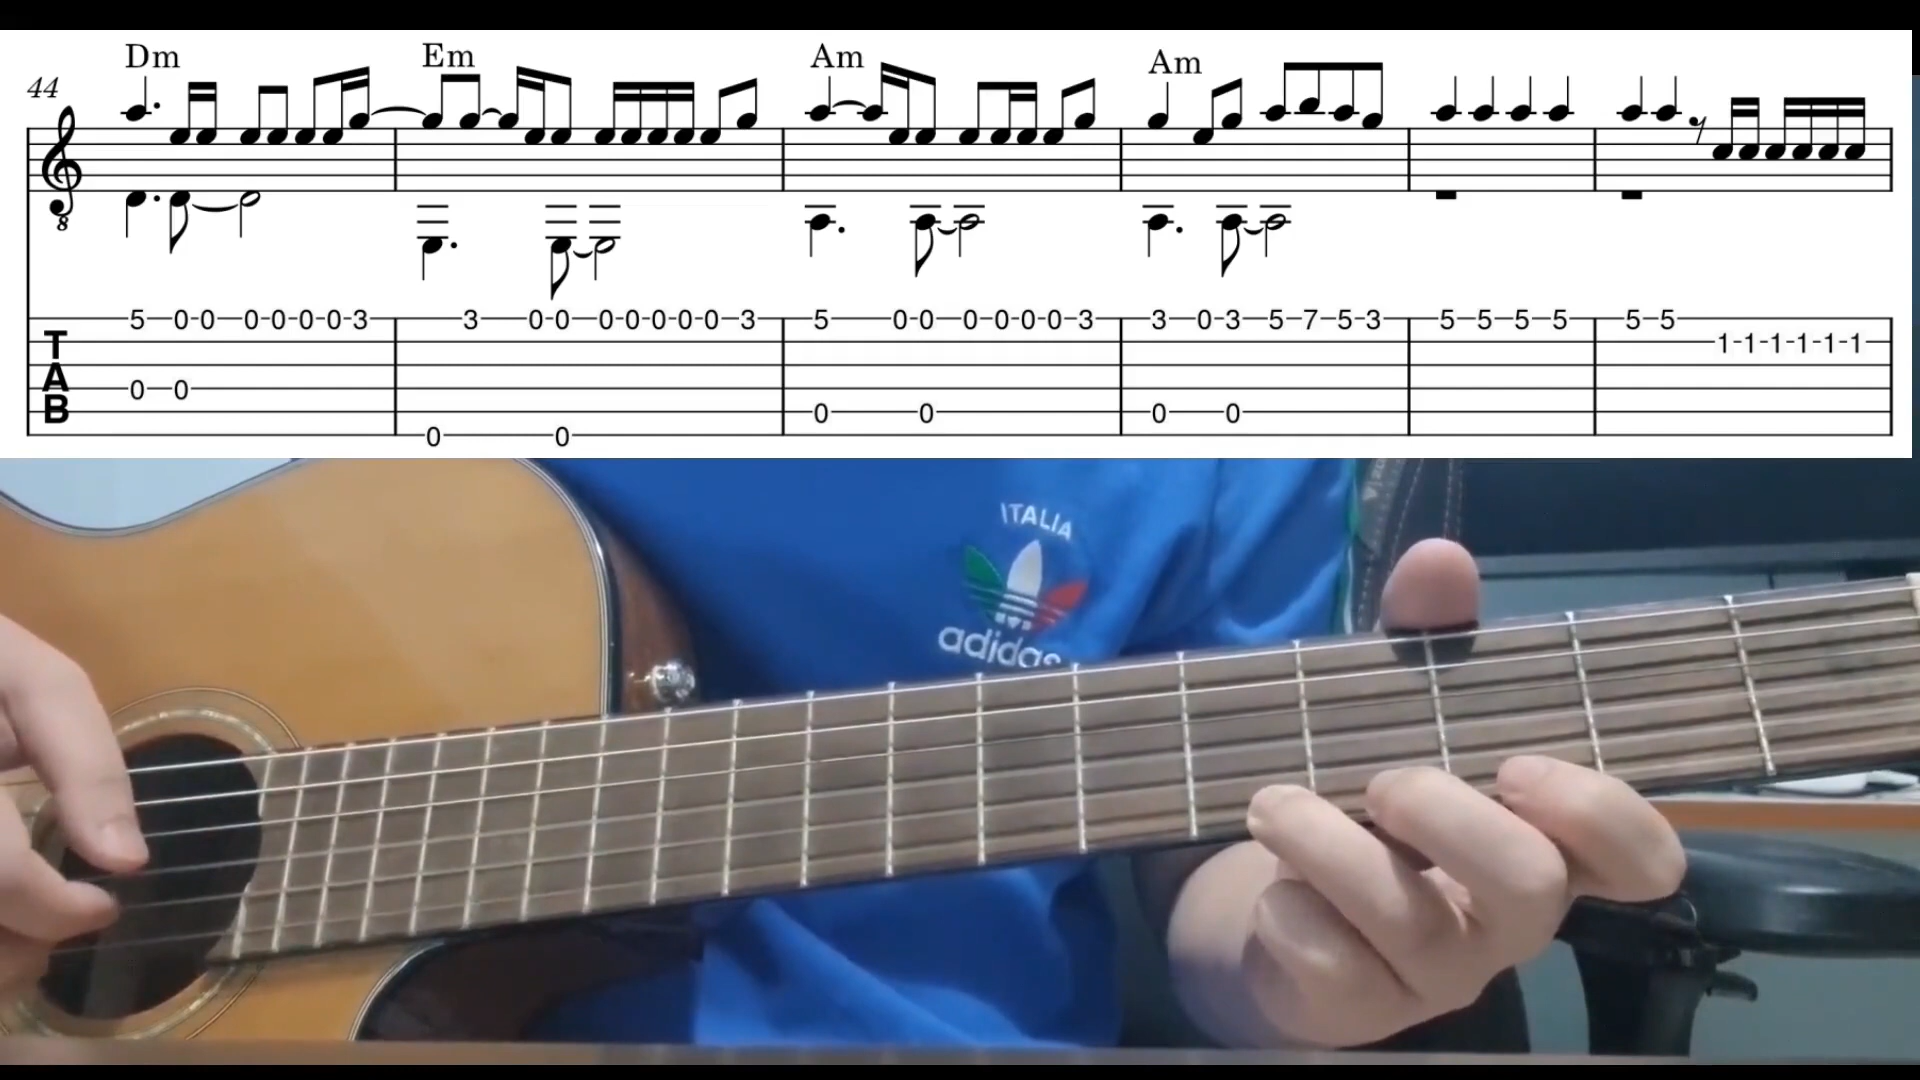 Dm Em Am Am
44
8
5 0 0 0 0 0 0 3 3 0 0 0 0 0 0 0 3 5 0 0 0 0 0 0 3 3 0 3 5 7 5 3 5 5 5 5 5 5
T 1 1 1 1 1 1
A 0 0
B 0 0 0 0
0 0
ITALIA
adidas